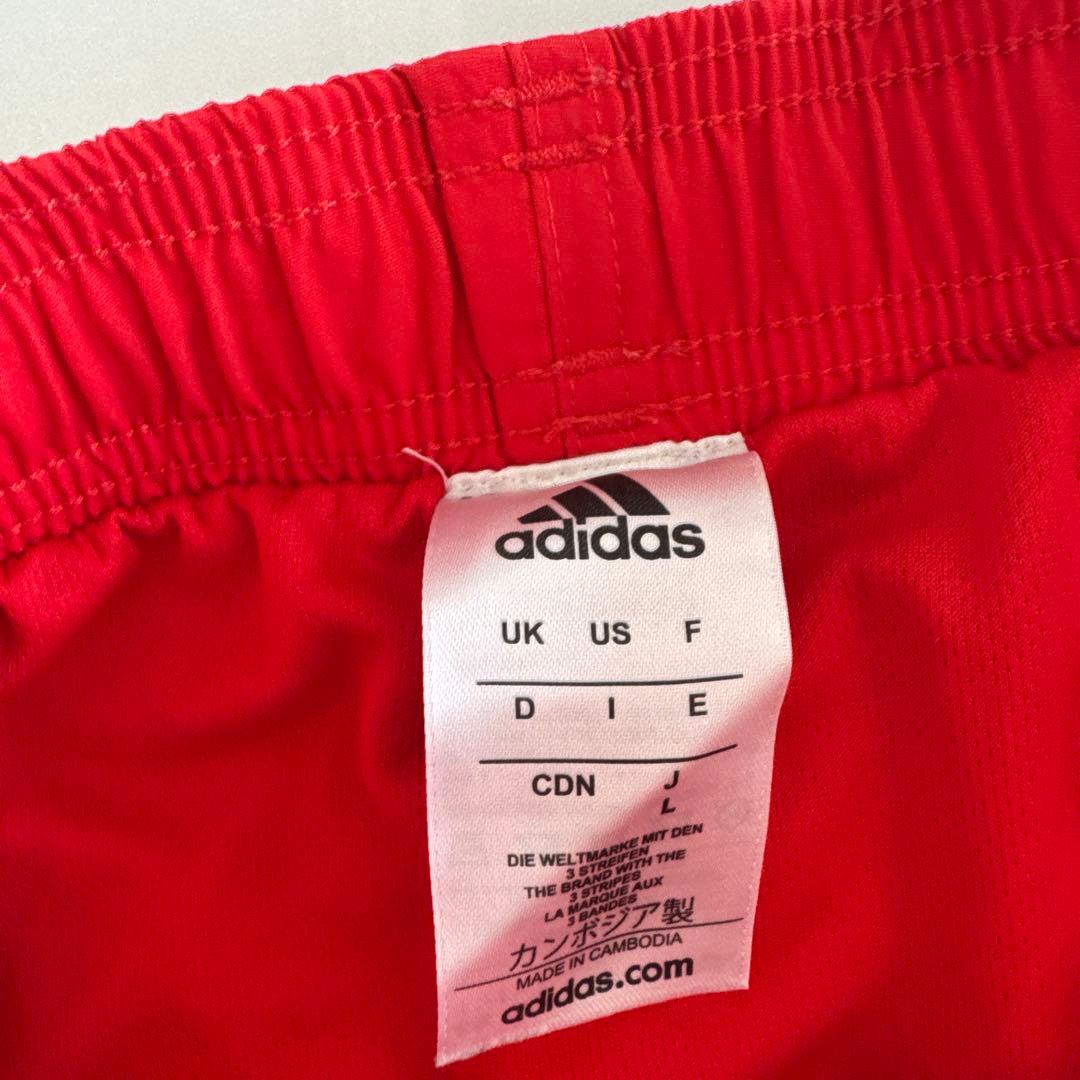 adidas
UK US F
D I E
CDN J
L
DIE WELTMARKE MIT DEN
3 STREIFEN
THE BRAND WITH THE
3 STRIPES
LA MARQUE AUX
3 BANDES
カンボジア製
MADE IN CAMBODIA
adidas.com